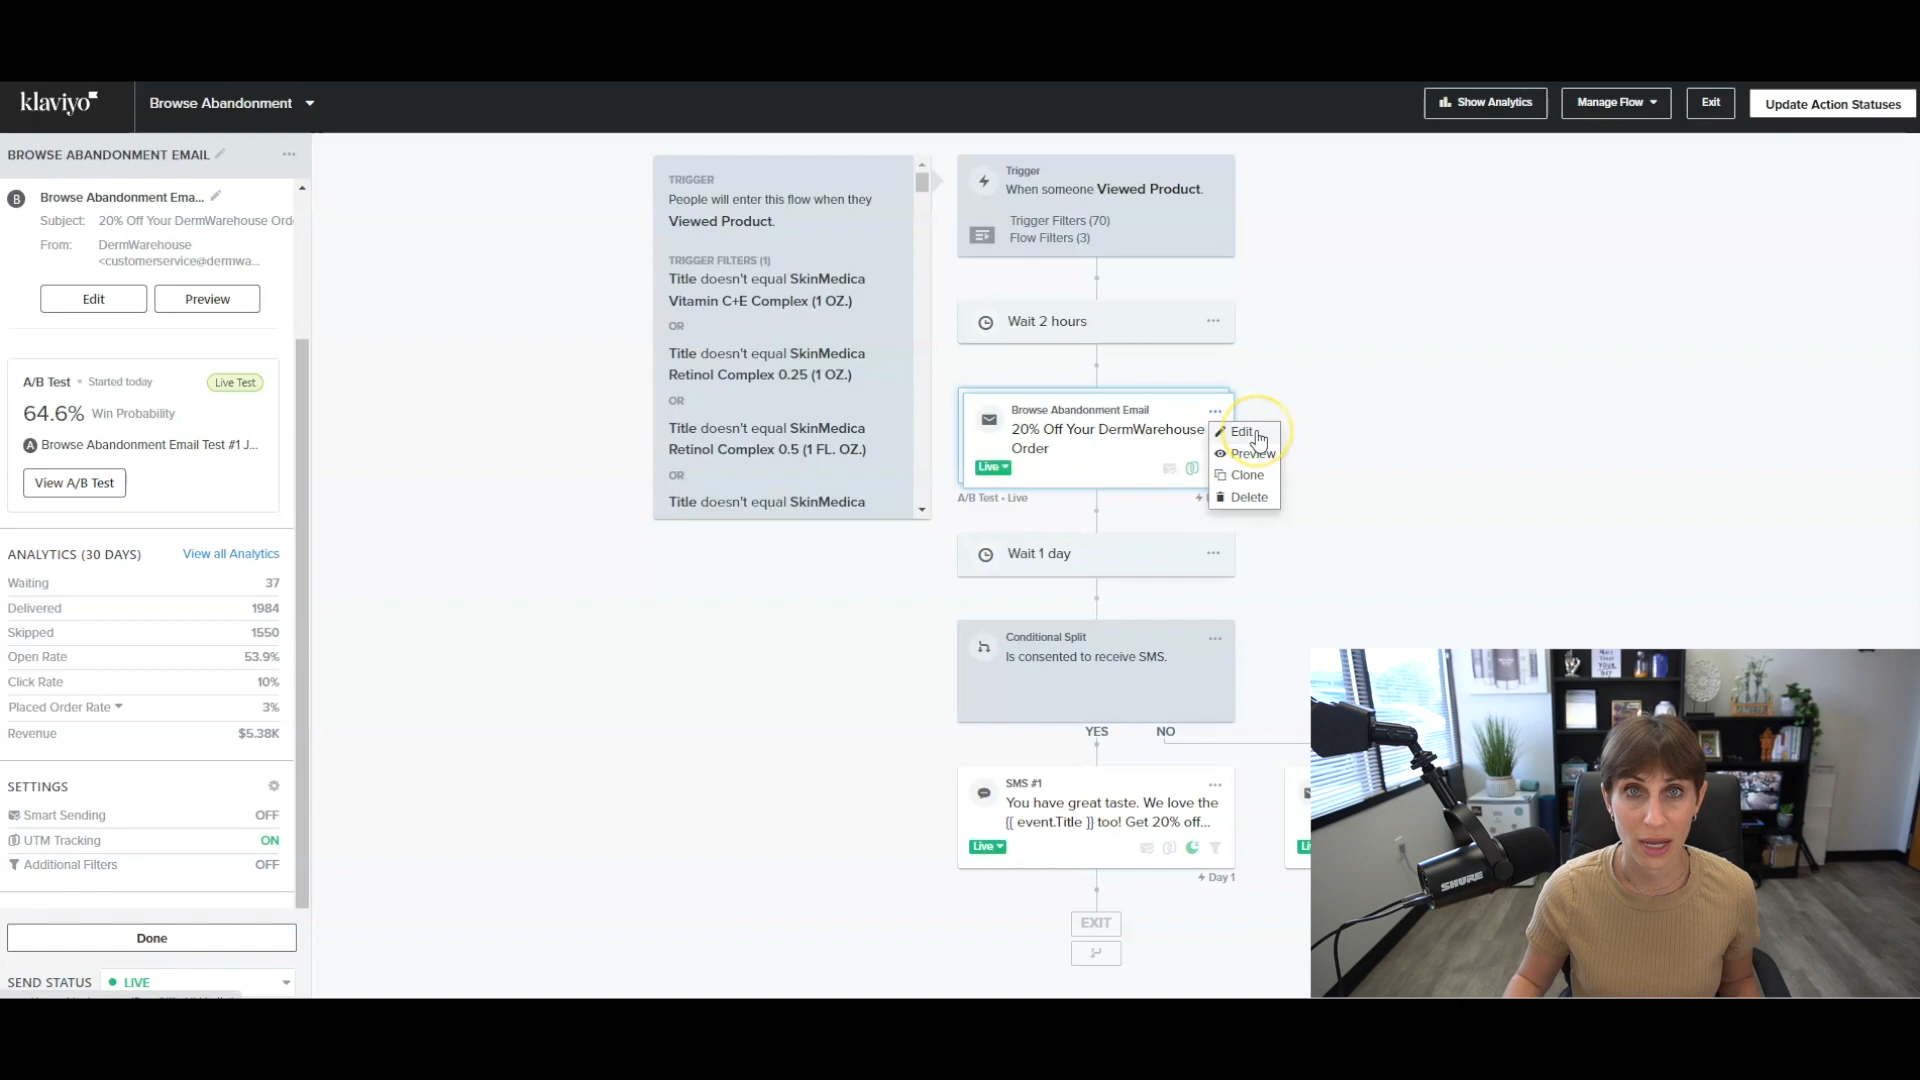 klaviyo
Browse Abandonment
Show Analytics
Manage Flow
Exit
Update Action Statuses
BROWSE ABANDONMENT EMAIL
B
Browse Abandonment Ema...
Subject: 20% Off Your DermWarehouse Ord
From: DermWarehouse
<customerservice@dermwa...
Edit
Preview
A/B Test • Started today
Live Test
64.6% Win Probability
A Browse Abandonment Email Test #1 J...
View A/B Test
ANALYTICS (30 DAYS)
View all Analytics
Waiting 37
Delivered 1984
Skipped 1550
Open Rate 53.9%
Click Rate 10%
Placed Order Rate 3%
Revenue $5.38K
SETTINGS
Smart Sending OFF
UTM Tracking ON
Additional Filters OFF
Done
SEND STATUS
LIVE
TRIGGER
People will enter this flow when they
Viewed Product.
TRIGGER FILTERS (1)
Title doesn't equal SkinMedica
Vitamin C+E Complex (1 OZ.)
OR
Title doesn't equal SkinMedica
Retinol Complex 0.25 (1 OZ.)
OR
Title doesn't equal SkinMedica
Retinol Complex 0.5 (1 FL. OZ.)
OR
Title doesn't equal SkinMedica
Trigger
When someone Viewed Product.
Trigger Filters (70)
Flow Filters (3)
Wait 2 hours
Browse Abandonment Email
20% Off Your DermWarehouse
Order
Live
A/B Test - Live
Edit
Preview
Clone
Delete
Wait 1 day
Conditional Split
Is consented to receive SMS.
YES
NO
SMS #1
You have great taste. We love the
{{ event.Title }} too! Get 20% off...
Live
Day 1
EXIT
SHURE